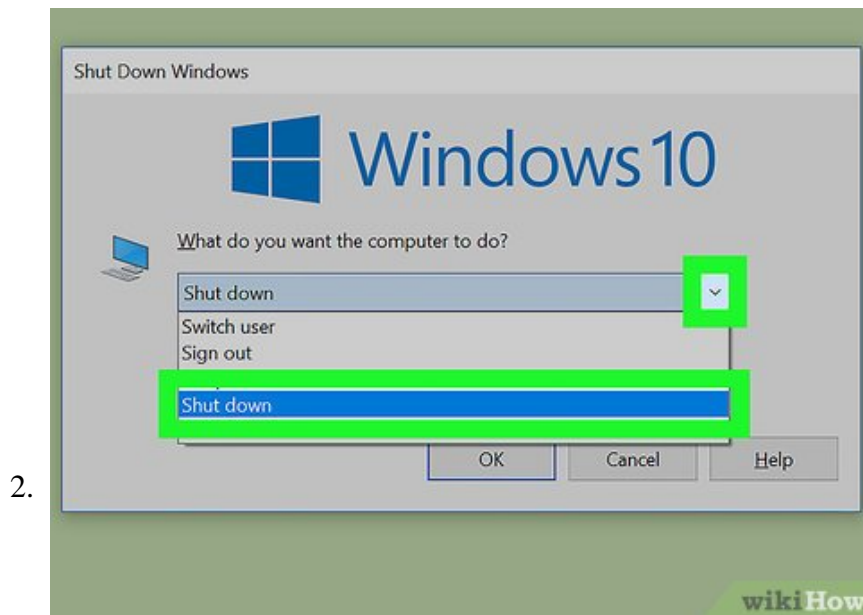 Shut Down Windows
Windows 10
What do you want the computer to do?
Shut down
Switch user
Sign out
Shut down
OK Cancel Help
2.
wikiHow